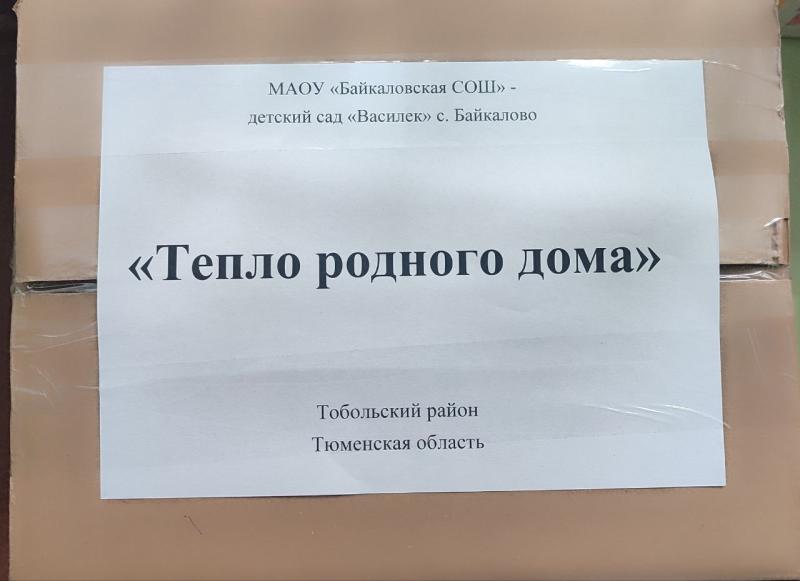 МАОУ «Байкаловская СОШ» -
детский сад «Василек» с. Байкалово
«Тепло родного дома»
Тобольский район
Тюменская область